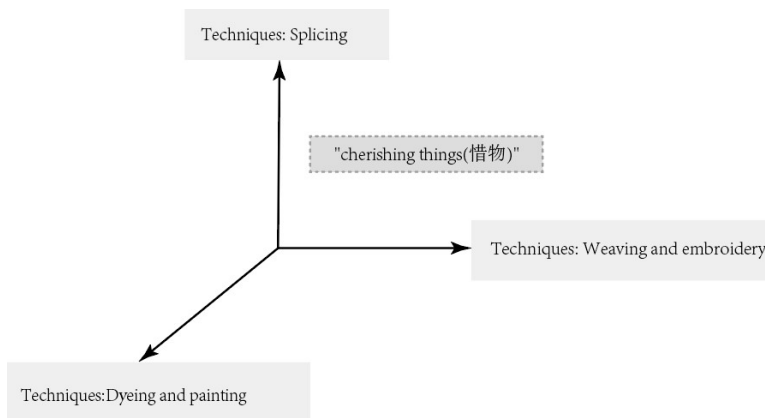 Techniques: Splicing
"cherishing things(惜物)"
Techniques: Weaving and embroidery
Techniques:Dyeing and painting